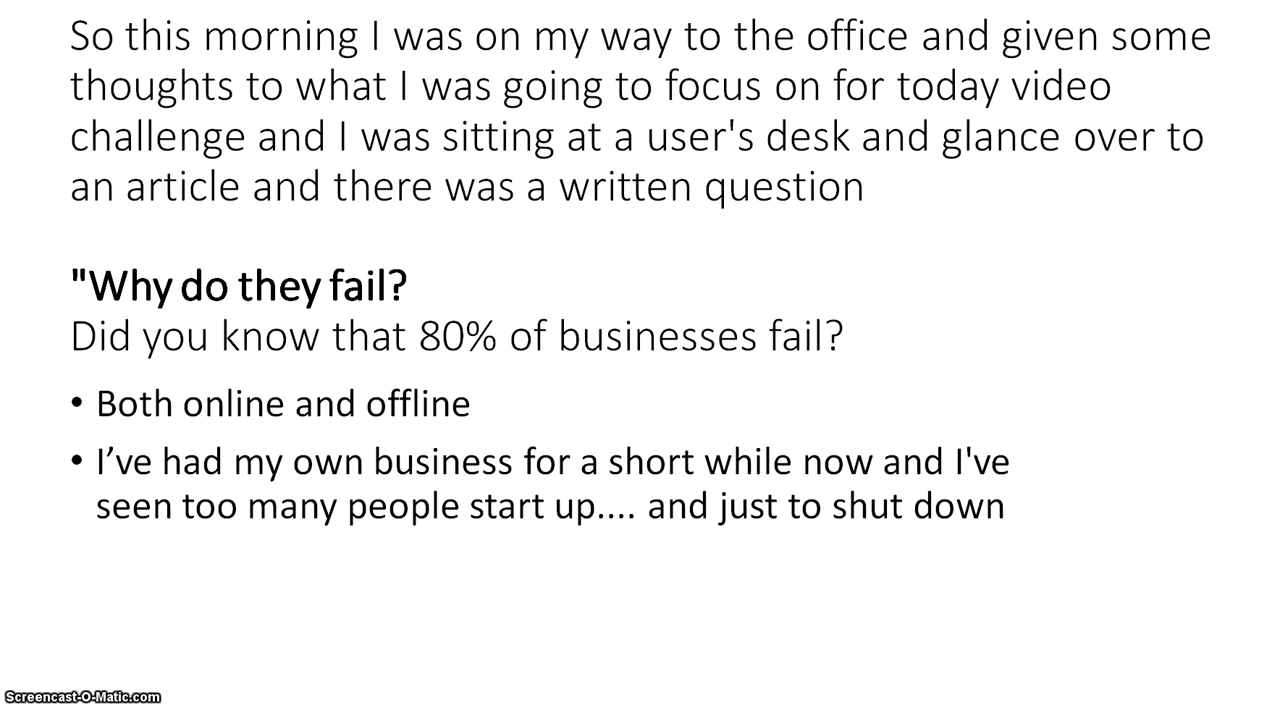 So this morning I was on my way to the office and given some
thoughts to what I was going to focus on for today video
challenge and I was sitting at a user's desk and glance over to
an article and there was a written question
"Why do they fail?
Did you know that 80% of businesses fail?
• Both online and offline
• I’ve had my own business for a short while now and I've
seen too many people start up.... and just to shut down
Screencast-O-Matic.com